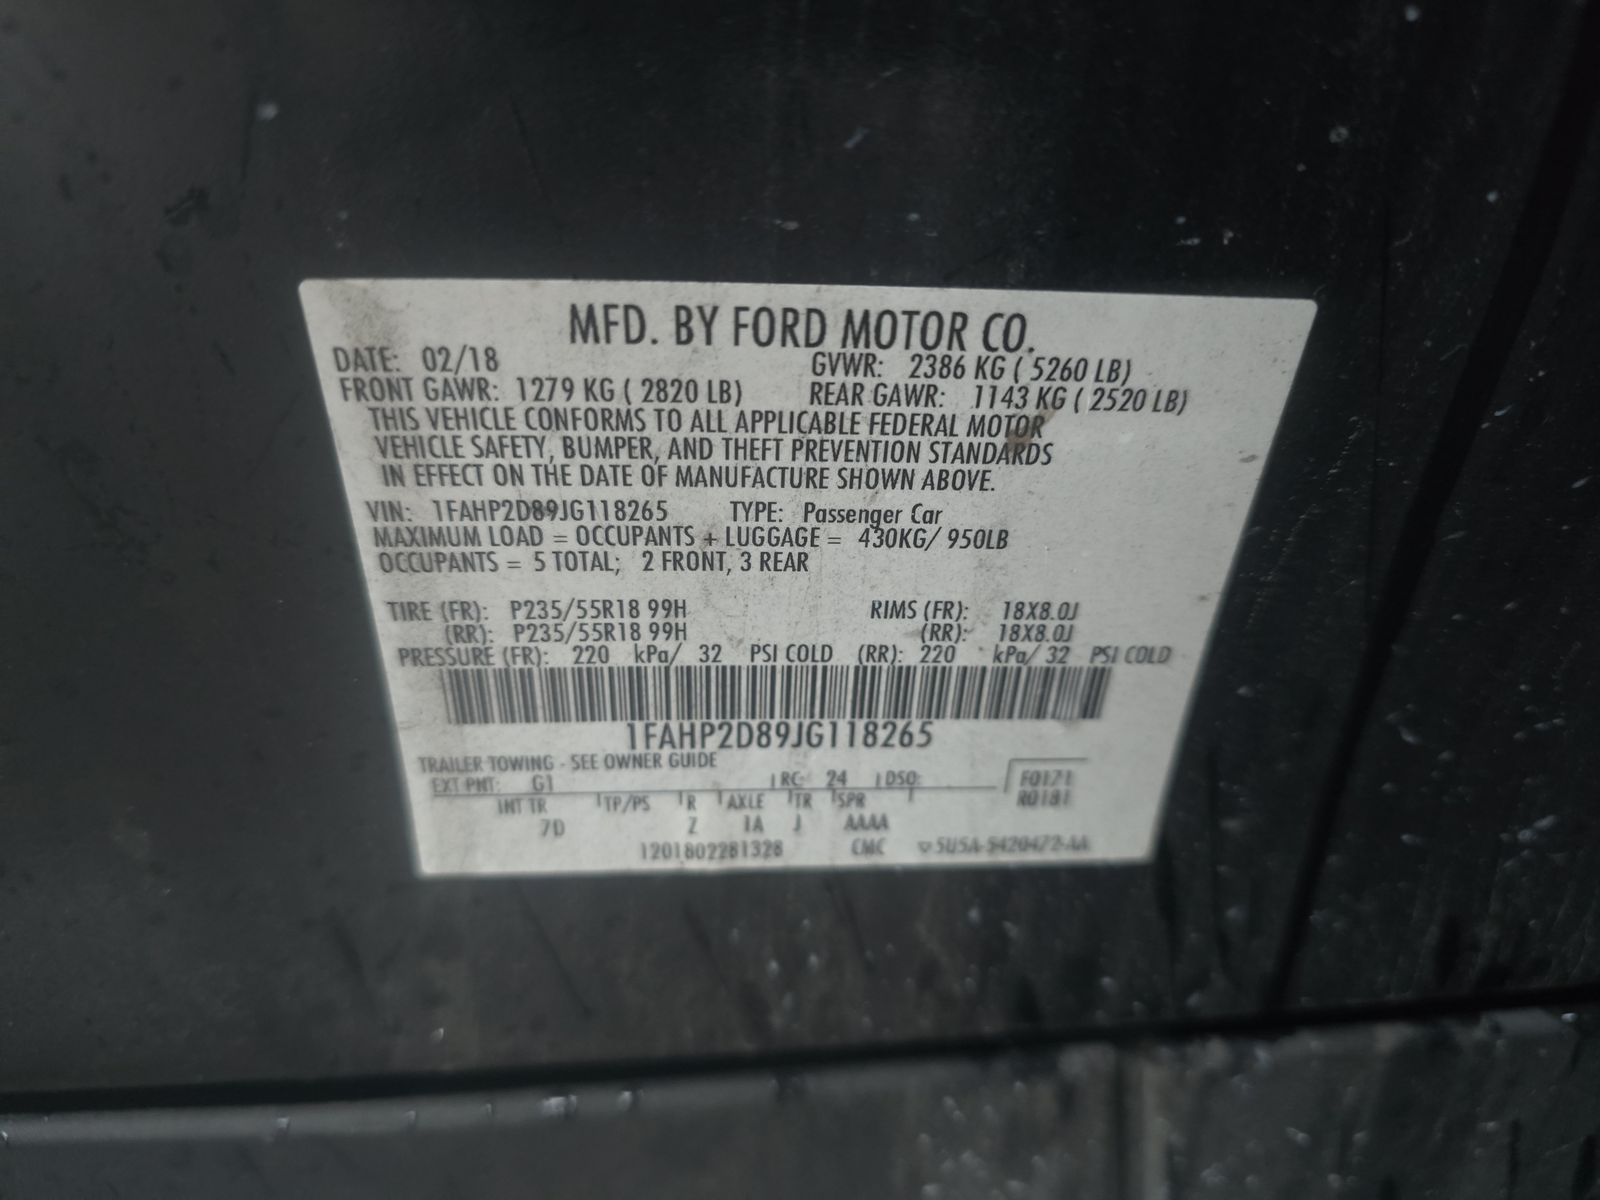 MFD. BY FORD MOTOR CO.
DATE: 02/18 GVWR: 2386 KG ( 5260 LB)
FRONT GAWR: 1279 KG ( 2820 LB) REAR GAWR: 1143 KG ( 2520 LB)
THIS VEHICLE CONFORMS TO ALL APPLICABLE FEDERAL MOTOR
VEHICLE SAFETY, BUMPER, AND THEFT PREVENTION STANDARDS
IN EFFECT ON THE DATE OF MANUFACTURE SHOWN ABOVE.
VIN: 1FAHP2D89JG118265 TYPE: Passenger Car
MAXIMUM LOAD = OCCUPANTS + LUGGAGE = 430KG/ 950LB
OCCUPANTS = 5 TOTAL; 2 FRONT, 3 REAR
TIRE (FR): P235/55R18 99H RIMS (FR): 18X8.0J
(RR): P235/55R18 99H (RR): 18X8.0J
PRESSURE (FR): 220 kPa/ 32 PSI COLD (RR): 220 kPa/ 32 PSI COLD
1FAHP2D89JG118265
TRAILER TOWING - SEE OWNER GUIDE
EXT PNT: G1 RC: 24 DSO: F0171
R0181
INT TR TP/PS R AXLE TR SPR
7D Z IA J AAAA
1201802281328 CMC 5U5A-5420472-AA